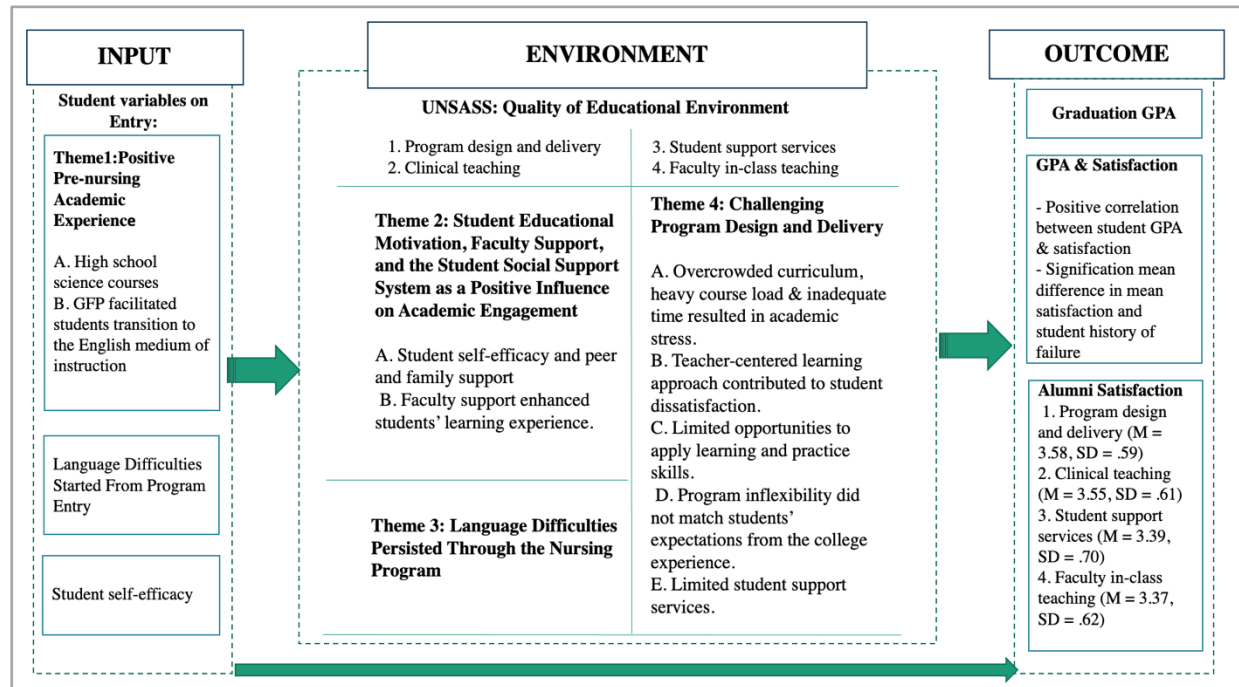 INPUT
Student variables on
Entry:
Theme1:Positive
Pre-nursing
Academic
Experience
A. High school
science courses
B. GFP facilitated
students transition to
the English medium of
instruction
Language Difficulties
Started From Program
Entry
Student self-efficacy
ENVIRONMENT
UNSASS: Quality of Educational Environment
1. Program design and delivery
2. Clinical teaching
3. Student support services
4. Faculty in-class teaching
Theme 2: Student Educational
Motivation, Faculty Support,
and the Student Social Support
System as a Positive Influence
on Academic Engagement
A. Student self-efficacy and peer
and family support
B. Faculty support enhanced
students' learning experience.
Theme 3: Language Difficulties
Persisted Through the Nursing
Program
Theme 4: Challenging
Program Design and Delivery
A. Overcrowded curriculum,
heavy course load & inadequate
time resulted in academic
stress.
B. Teacher-centered learning
approach contributed to student
dissatisfaction.
C. Limited opportunities to
apply learning and practice
skills.
D. Program inflexibility did
not match students'
expectations from the college
experience.
E. Limited student support
services.
OUTCOME
Graduation GPA
GPA & Satisfaction
- Positive correlation
between student GPA
& satisfaction
- Signification mean
difference in mean
satisfaction and
student history of
failure
Alumni Satisfaction
1. Program design
and delivery (M =
3.58, SD = .59)
2. Clinical teaching
(M = 3.55, SD = .61)
3. Student support
services (M = 3.39,
SD = .70)
4. Faculty in-class
teaching (M = 3.37,
SD = .62)